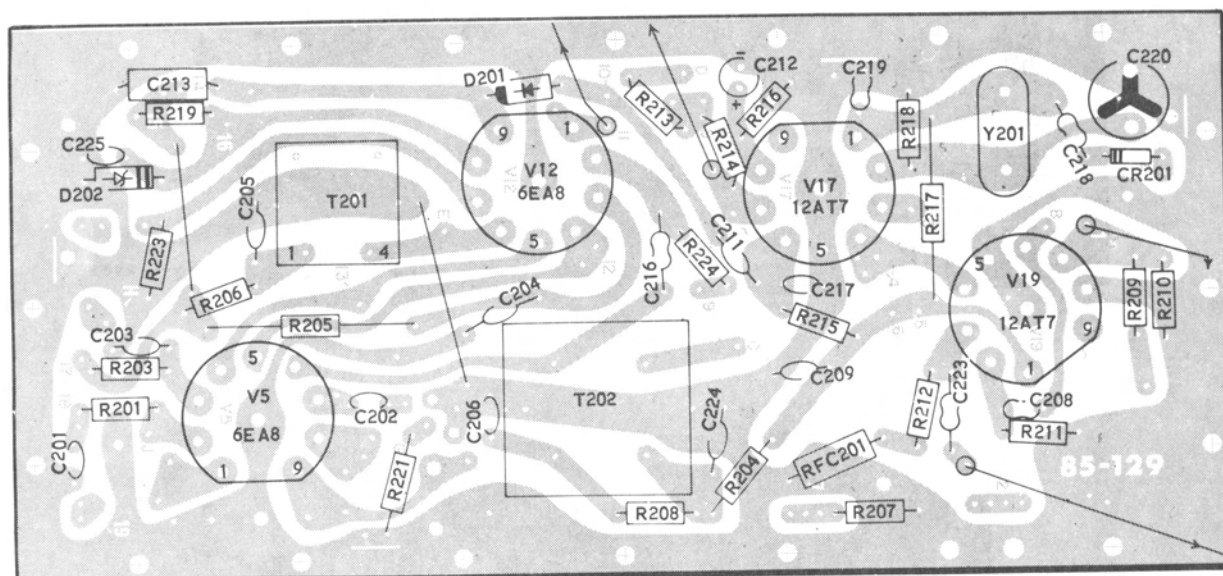 C213
R219
C225
D202
D201
9
1
V12
6EA8
5
R213
C212
+
R216
R214
C219
9
1
V17
12AT7
5
R218
Y201
C218
C220
CR201
C205
T201
1
4
R223
R206
R217
C216
R224
C211
C217
R215
5
V19
12AT7
9
1
R209
R210
C204
R205
C203
R203
R201
C201
5
V5
6EA8
1
9
C202
R221
C206
T202
C209
C224
R204
RFC201
R212
C223
C208
R211
R208
R207
85-129